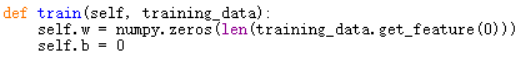 def train(self, training_data):
    self.w = numpy.zeros(len(training_data.get_feature(0)))
    self.b = 0